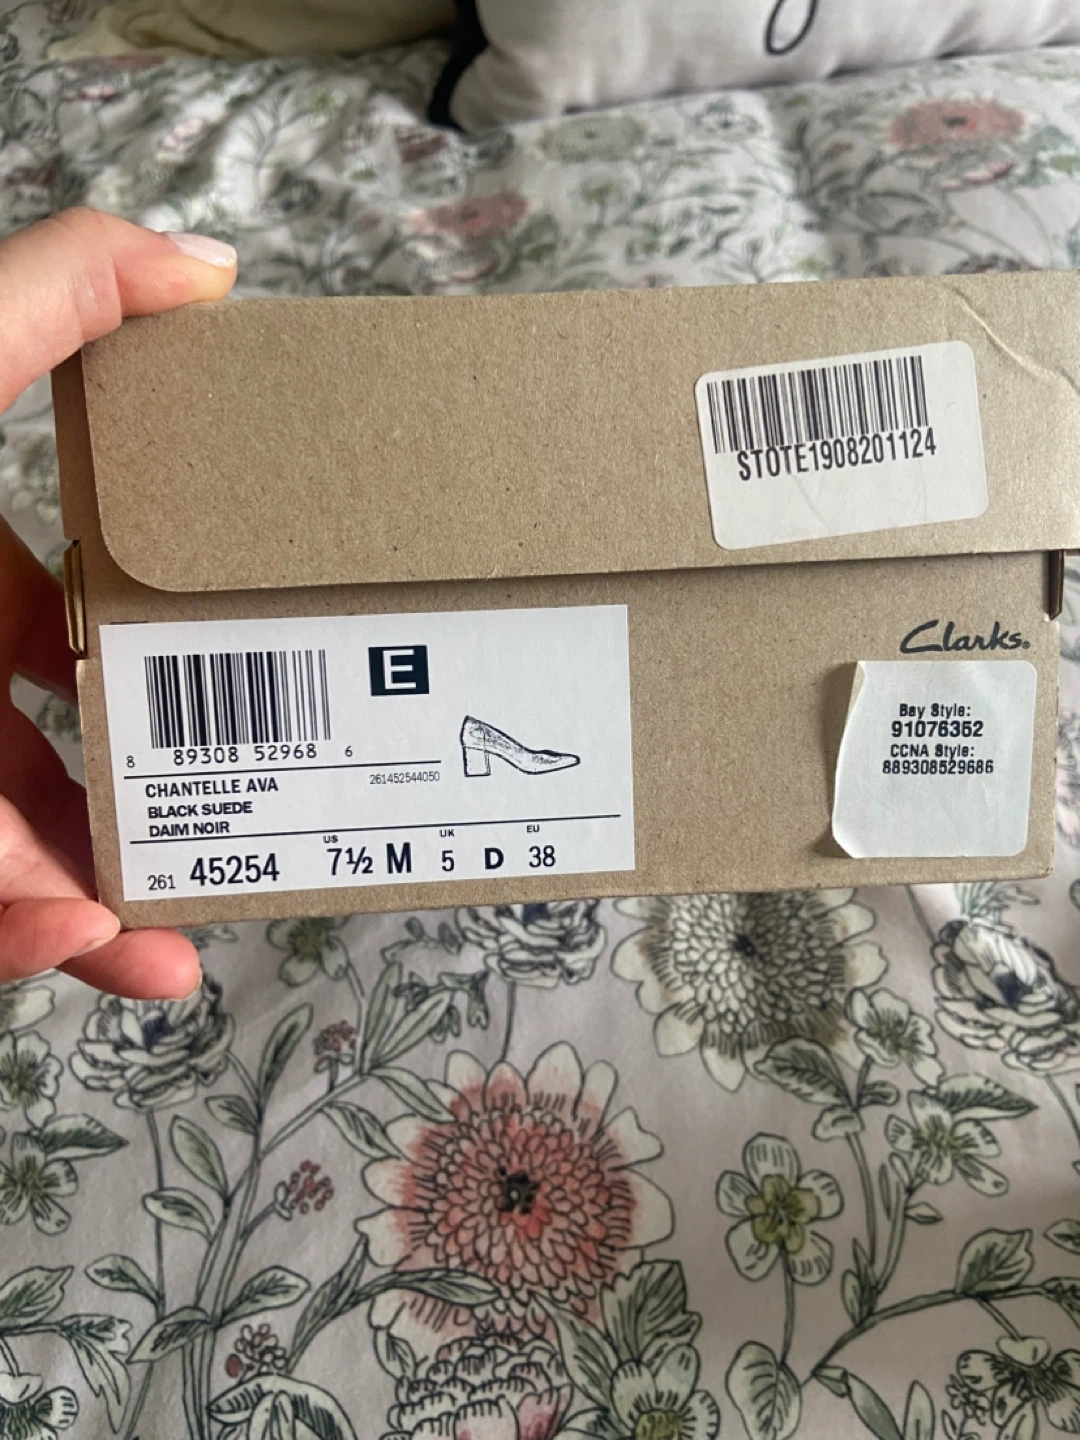 STOTE1908201124
Clarks.
E
8 89308 52968 6
261452544050
CHANTELLE AVA
BLACK SUEDE
DAIM NOIR
US UK EU
261 45254 7½ M 5 D 38
Bay Style:
91076352
CCNA Style:
889308529686